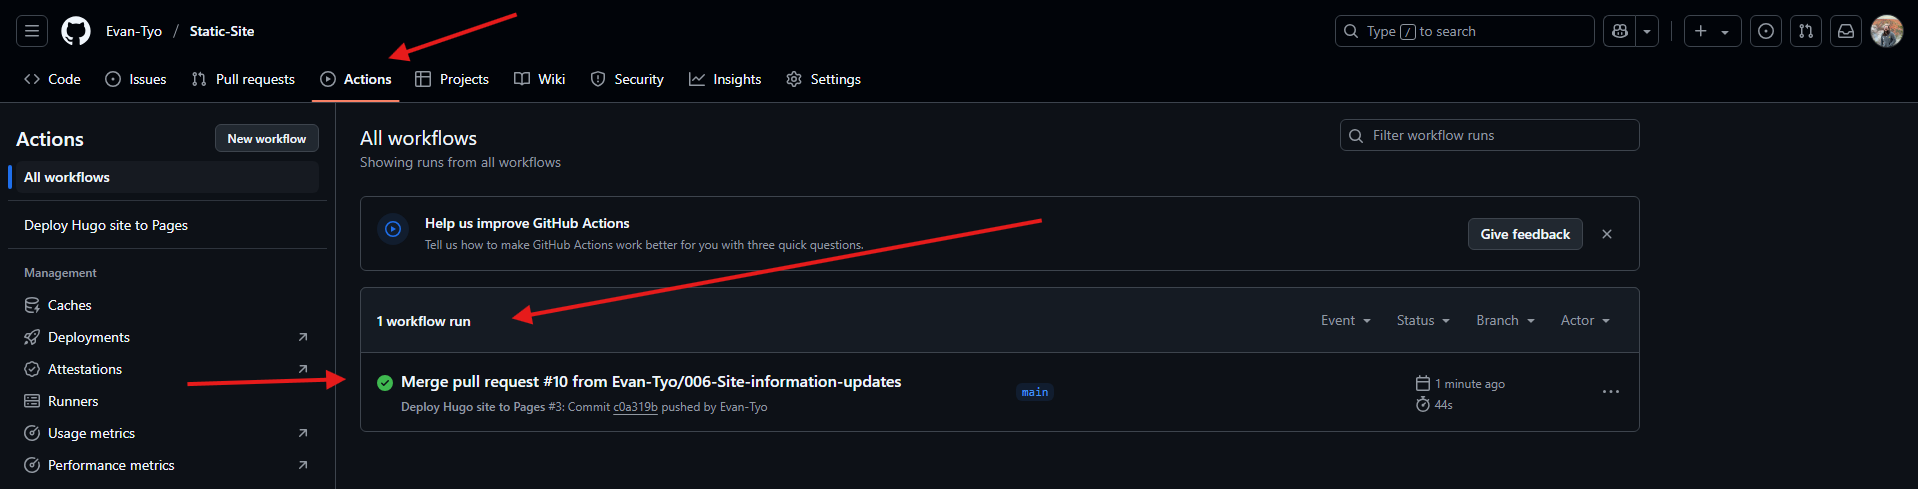 Evan-Tyo / Static-Site
Type / to search
Code Issues Pull requests Actions Projects Wiki Security Insights Settings
Actions
New workflow
All workflows
Deploy Hugo site to Pages
Management
Caches
Deployments
Attestations
Runners
Usage metrics
Performance metrics
All workflows
Showing runs from all workflows
Filter workflow runs
Help us improve GitHub Actions
Tell us how to make GitHub Actions work better for you with three quick questions.
Give feedback
1 workflow run
Event Status Branch Actor
Merge pull request #10 from Evan-Tyo/006-Site-information-updates
Deploy Hugo site to Pages #3: Commit c0a319b pushed by Evan-Tyo
main
1 minute ago
44s